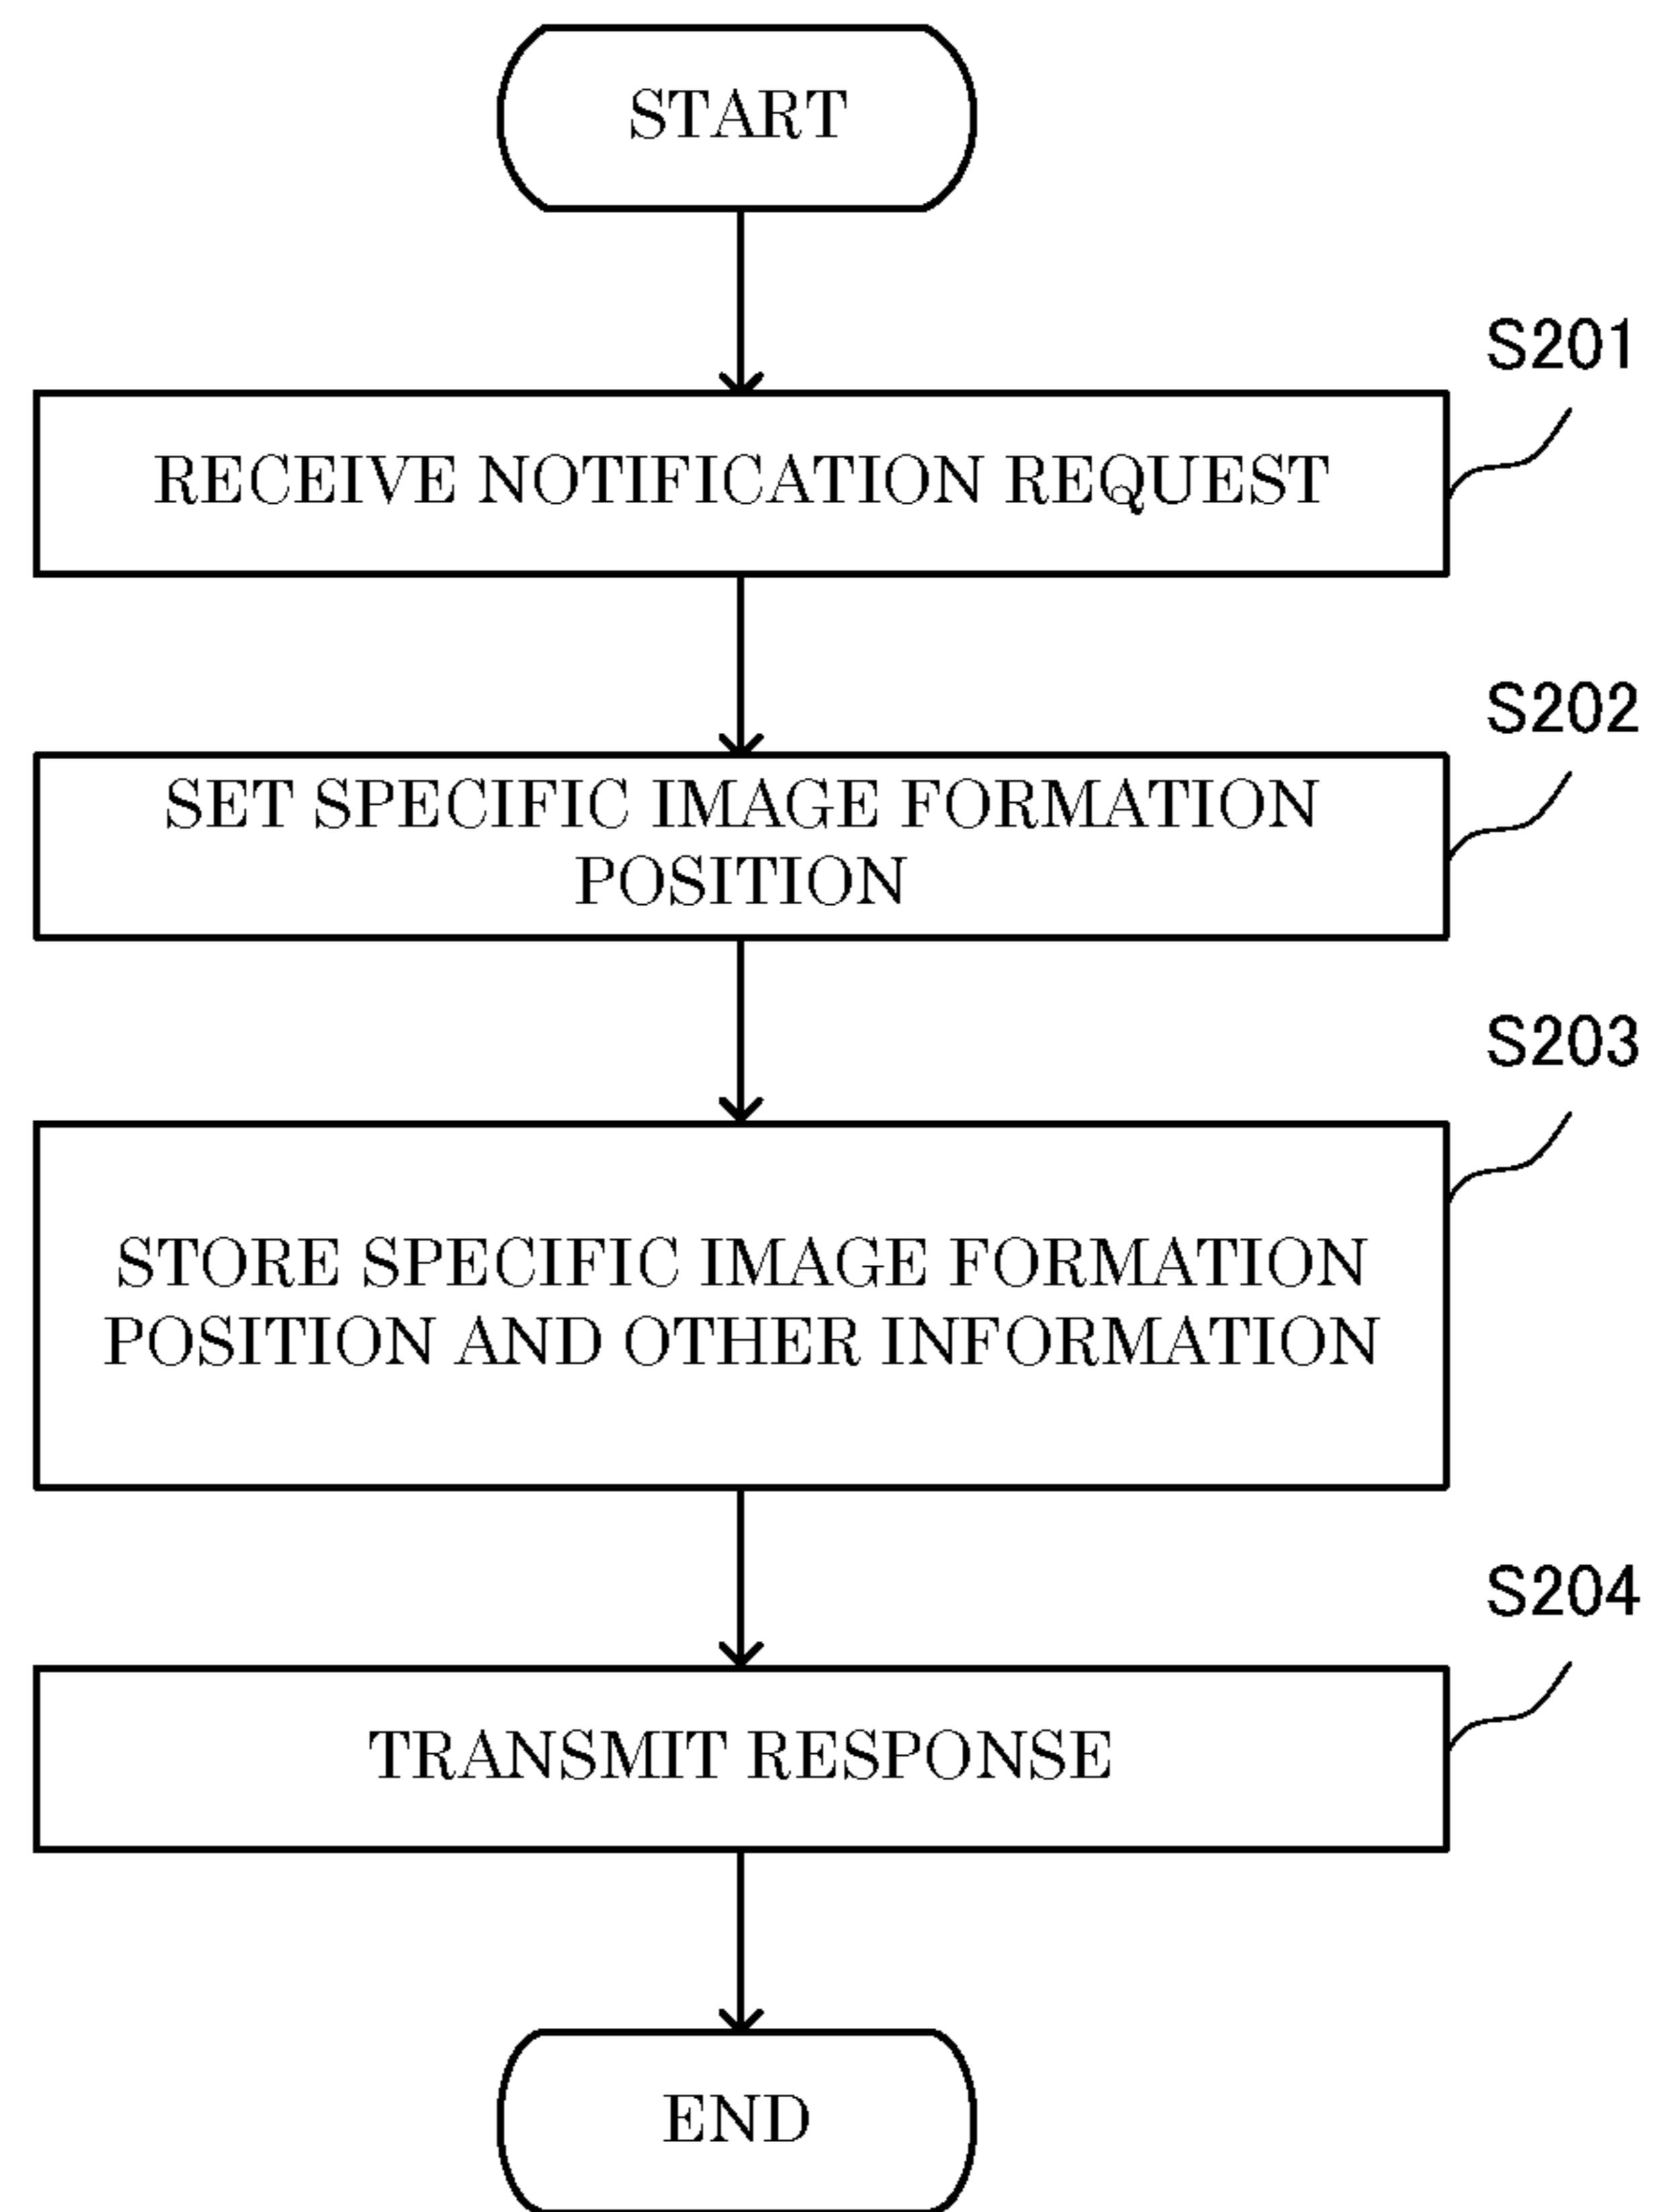 START
S201
RECEIVE NOTIFICATION REQUEST
S202
SET SPECIFIC IMAGE FORMATION
POSITION
S203
STORE SPECIFIC IMAGE FORMATION
POSITION AND OTHER INFORMATION
S204
TRANSMIT RESPONSE
END